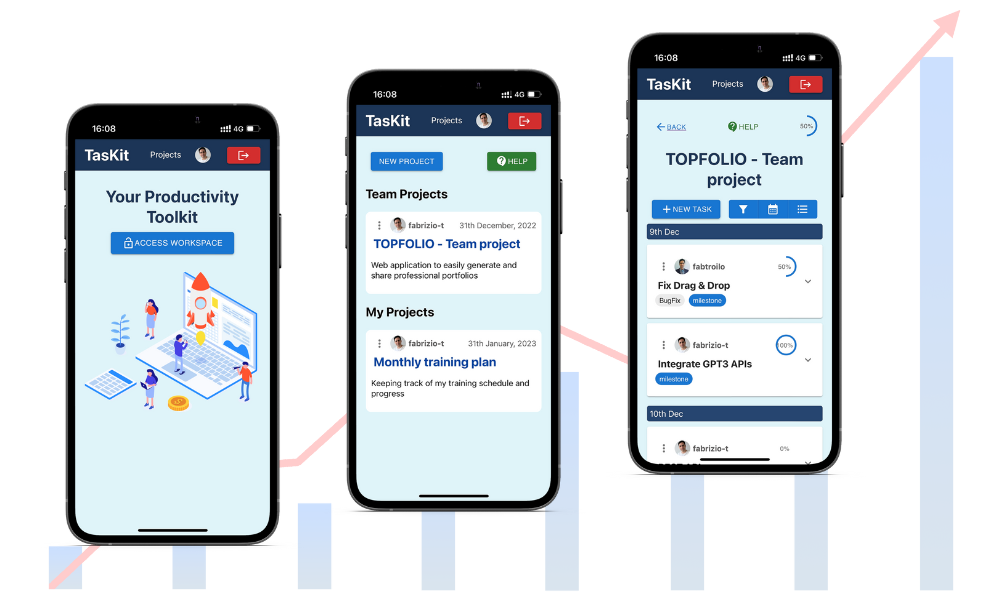 16:08
4G
TasKit
Projects
Your Productivity
Toolkit
ACCESS WORKSPACE
16:08
4G
TasKit
Projects
NEW PROJECT
HELP
Team Projects
fabrizio-t
31th December, 2022
TOPFOLIO - Team project
Web application to easily generate and
share professional portfolios
My Projects
fabrizio-t
31th January, 2023
Monthly training plan
Keeping track of my training schedule and
progress
16:08
4G
TasKit
Projects
BACK
HELP
50%
TOPFOLIO - Team
project
+ NEW TASK
9th Dec
fabtroilo
50%
Fix Drag & Drop
BugFix
milestone
fabrizio-t
100%
Integrate GPT3 APIs
milestone
10th Dec
fabrizio-t
0%